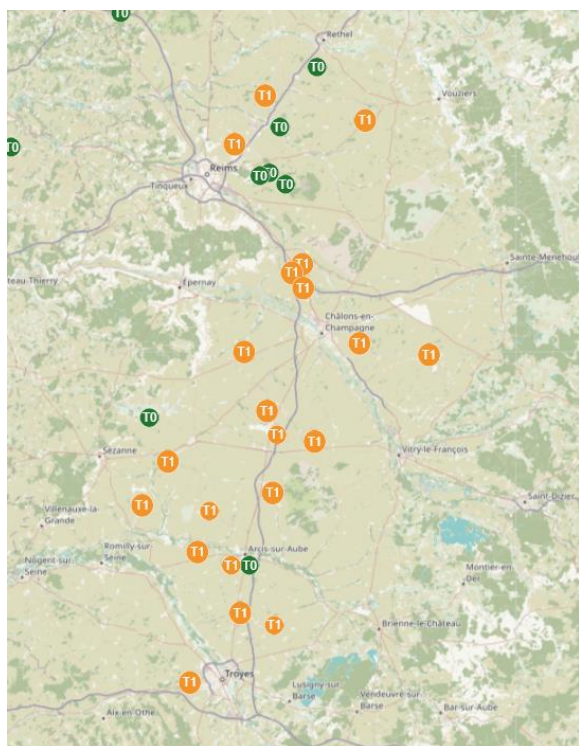 T0
Rethel
T0
T1
Vouziers
T1
T0
T1
T0
Reims
T0
T0
T0
Tinqueux
T1
Sainte-Menehoul
T1
T1
eau-Thierry
Épernay
Châlons-en-
Champagne
T1
T1
T1
T1
T0
T1
T1
Sézanne
Vitry-le-François
T1
T1
Saint-Dizier
T1
T1
Villenauxe-la-
Grande
Romilly-sur-
Seine
T1
Arcis-sur-Aube
T1
T0
Nogent-sur-
Seine
Montier-en-
Der
T1
T1
Brienne-le-Château
Troyes
T1
Lusigny-sur-
Barse
Vendeuvre-sur-
Barse
Aix-en-Othe
Bar-sur-Aube